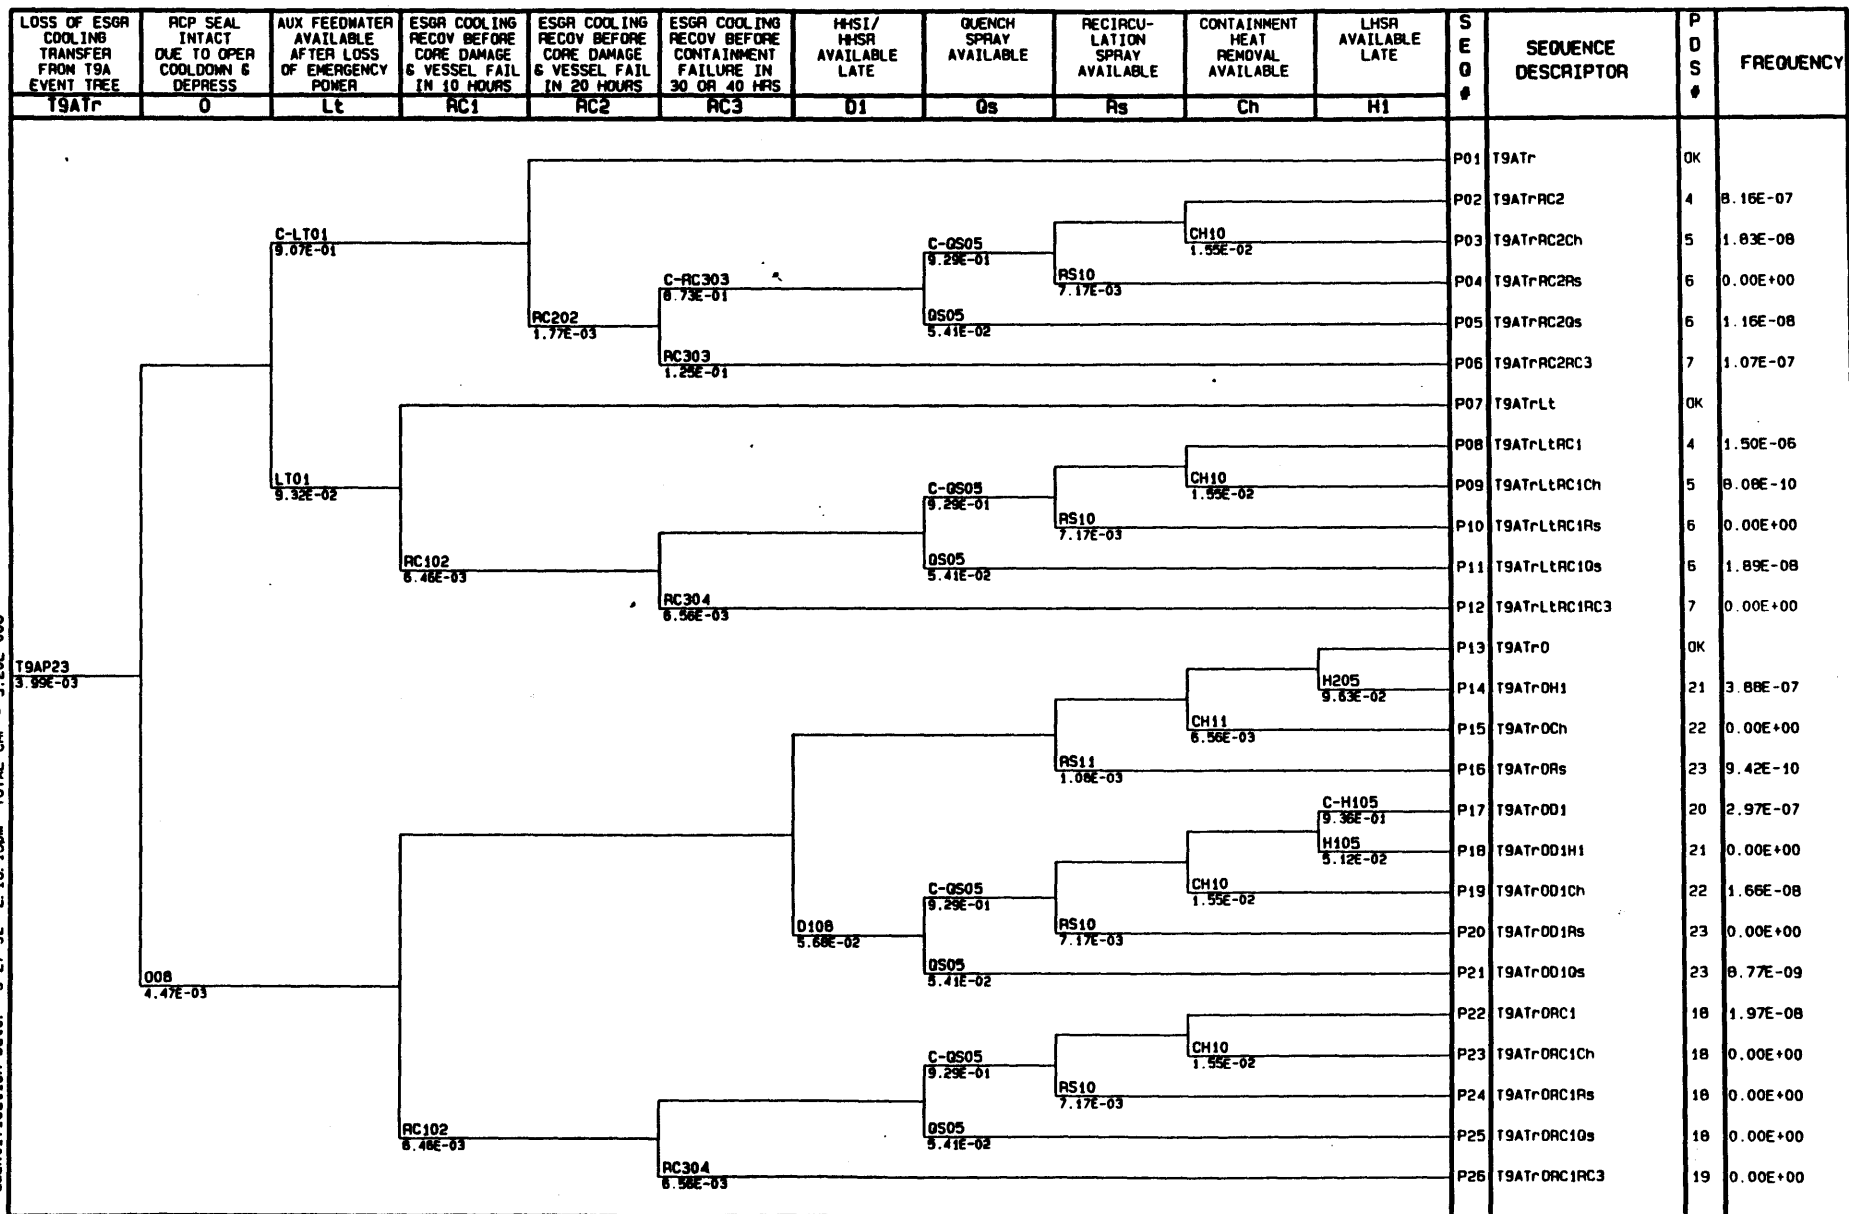 LOSS OF ESGR COOLING TRANSFER FROM T9A EVENT TREE
RCP SEAL INTACT DUE TO OPER COOLDOWN & DEPRESS
AUX FEEDWATER AVAILABLE AFTER LOSS OF EMERGENCY POWER
ESGR COOLING RECOV BEFORE CORE DAMAGE & VESSEL FAIL IN 10 HOURS
ESGR COOLING RECOV BEFORE CORE DAMAGE & VESSEL FAIL IN 20 HOURS
ESGR COOLING RECOV BEFORE CONTAINMENT FAILURE IN 30 OR 40 HRS
HHSI/ HHSR AVAILABLE LATE
QUENCH SPRAY AVAILABLE
RECIRCU- LATION SPRAY AVAILABLE
CONTAINMENT HEAT REMOVAL AVAILABLE
LHSR AVAILABLE LATE
SEQ #
SEQUENCE DESCRIPTOR
PDS #
FREQUENCY
T9ATr O Lt RC1 RC2 RC3 D1 Qs Rs Ch H1
P01 T9ATr OK
P02 T9ATrRC2 4 8.16E-07
C-LT01
9.07E-01
C-QS05
9.29E-01
CH10
1.55E-02
P03 T9ATrRC2Ch 5 1.83E-08
C-RC303
8.73E-01
RS10
7.17E-03
P04 T9ATrRC2Rs 6 0.00E+00
RC202
1.77E-03
QS05
5.41E-02
P05 T9ATrRC2Qs 6 1.16E-08
RC303
1.25E-01
P06 T9ATrRC2RC3 7 1.07E-07
P07 T9ATrLt OK
P08 T9ATrLtRC1 4 1.50E-06
LT01
9.32E-02
C-QS05
9.29E-01
CH10
1.55E-02
P09 T9ATrLtRC1Ch 5 8.08E-10
RS10
7.17E-03
P10 T9ATrLtRC1Rs 6 0.00E+00
RC102
6.46E-03
QS05
5.41E-02
P11 T9ATrLtRC1Qs 6 1.89E-08
RC304
6.56E-03
P12 T9ATrLtRC1RC3 7 0.00E+00
P13 T9ATrO OK
T9AP23
3.99E-03
H205
9.63E-02
P14 T9ATrOH1 21 3.88E-07
CH11
6.56E-03
P15 T9ATrOCh 22 0.00E+00
RS11
1.08E-03
P16 T9ATrORs 23 9.42E-10
C-H105
9.36E-01
P17 T9ATrOD1 20 2.97E-07
H105
5.12E-02
P18 T9ATrOD1H1 21 0.00E+00
C-QS05
9.29E-01
CH10
1.55E-02
P19 T9ATrOD1Ch 22 1.66E-08
D108
5.68E-02
RS10
7.17E-03
P20 T9ATrOD1Rs 23 0.00E+00
O08
4.47E-03
QS05
5.41E-02
P21 T9ATrOD1Qs 23 8.77E-09
P22 T9ATrORC1 18 1.97E-08
C-QS05
9.29E-01
CH10
1.55E-02
P23 T9ATrORC1Ch 18 0.00E+00
RS10
7.17E-03
P24 T9ATrORC1Rs 18 0.00E+00
RC102
6.46E-03
QS05
5.41E-02
P25 T9ATrORC1Qs 18 0.00E+00
RC304
6.56E-03
P26 T9ATrORC1RC3 19 0.00E+00